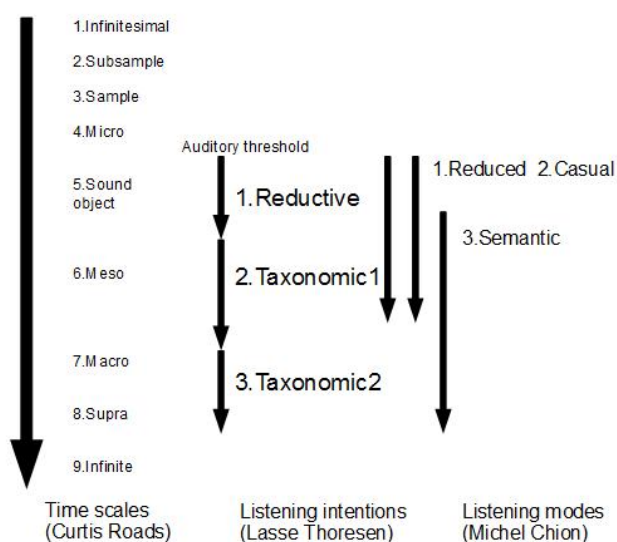 1.Infinitesimal
2.Subsample
3.Sample
4.Micro
5.Sound
object
6.Meso
7.Macro
8.Supra
9.Infinite
Time scales
(Curtis Roads)
Auditory threshold
1.Reductive
2.Taxonomic1
3.Taxonomic2
Listening intentions
(Lasse Thoresen)
1.Reduced 2.Casual
3.Semantic
Listening modes
(Michel Chion)